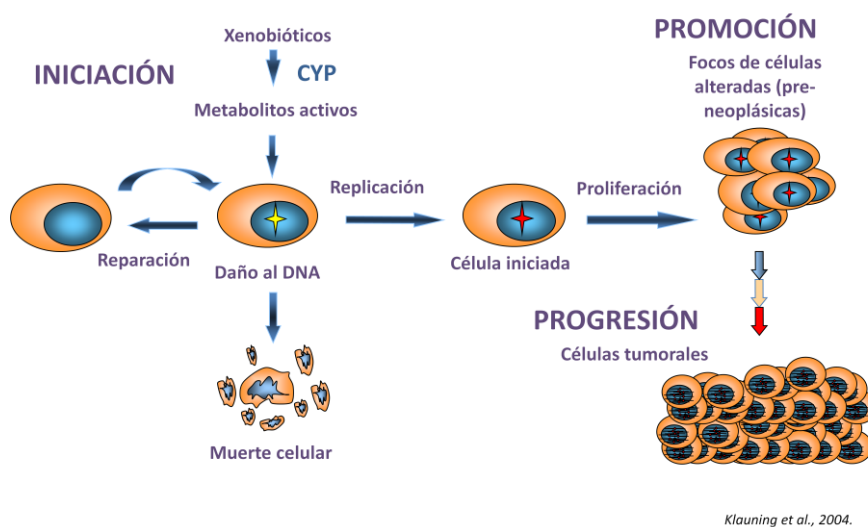 Xenobióticos
INICIACIÓN
CYP
Metabolitos activos
Reparación
Daño al DNA
Muerte celular
Replicación
Célula iniciada
Proliferación
PROMOCIÓN
Focos de células
alteradas (pre-
neoplásicas)
PROGRESIÓN
Células tumorales
Klauning et al., 2004.